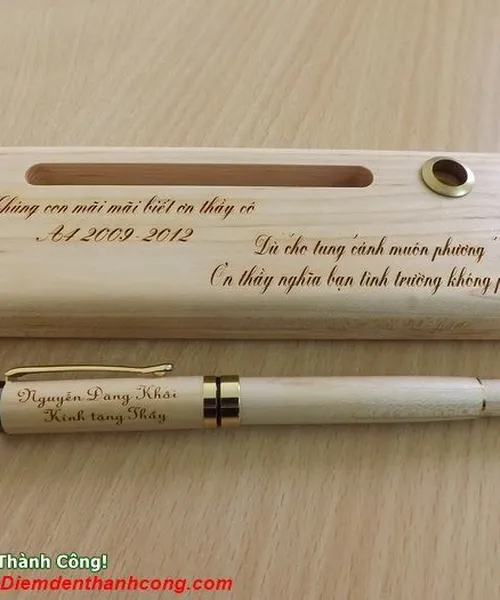 Chúng con mãi mãi biết ơn thầy cô
A4 2009-2012
Dù cho tung cánh muôn phương
Ơn thầy nghĩa bạn tình trường không
Nguyễn Đăng Khôi
Kính tặng Thầy
Thành Công!
Diemdenthanhcong.com